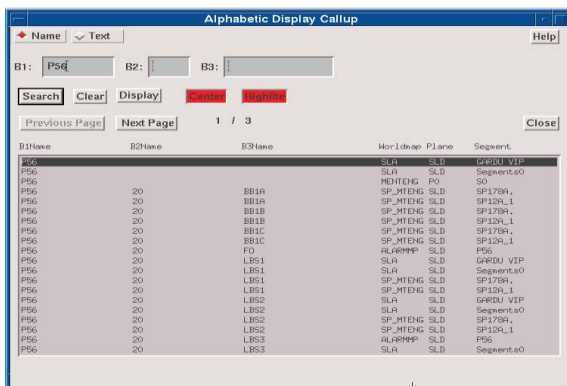 Alphabetic Display Callup
Name Text Help
B1: P56 B2: B3:
Search Clear Display Center Highlite
Previous Page Next Page 1 / 3 Close
B1Name B2Name B3Name Worldmap Plane Segment
P56 SLA SLD GARDU VIP
P56 SLA SLD Segments0
P56 MENTENG PO SO
P56 20 BB1A SP_MTENG SLD SP178A.
P56 20 BB1A SP_MTENG SLD SP12A_1
P56 20 BB1B SP_MTENG SLD SP178A.
P56 20 BB1B SP_MTENG SLD SP12A_1
P56 20 BB1C SP_MTENG SLD SP178A.
P56 20 BB1C SP_MTENG SLD SP12A_1
P56 20 FO ALARMMP SLD P56
P56 20 LBS1 SLA SLD GARDU VIP
P56 20 LBS1 SLA SLD Segments0
P56 20 LBS1 SP_MTENG SLD SP178A.
P56 20 LBS1 SP_MTENG SLD SP12A_1
P56 20 LBS2 SLA SLD GARDU VIP
P56 20 LBS2 SLA SLD Segments0
P56 20 LBS2 SP_MTENG SLD SP178A.
P56 20 LBS2 SP_MTENG SLD SP12A_1
P56 20 LBS3 ALARMMP SLD P56
P56 20 LBS3 SLA SLD Segments0